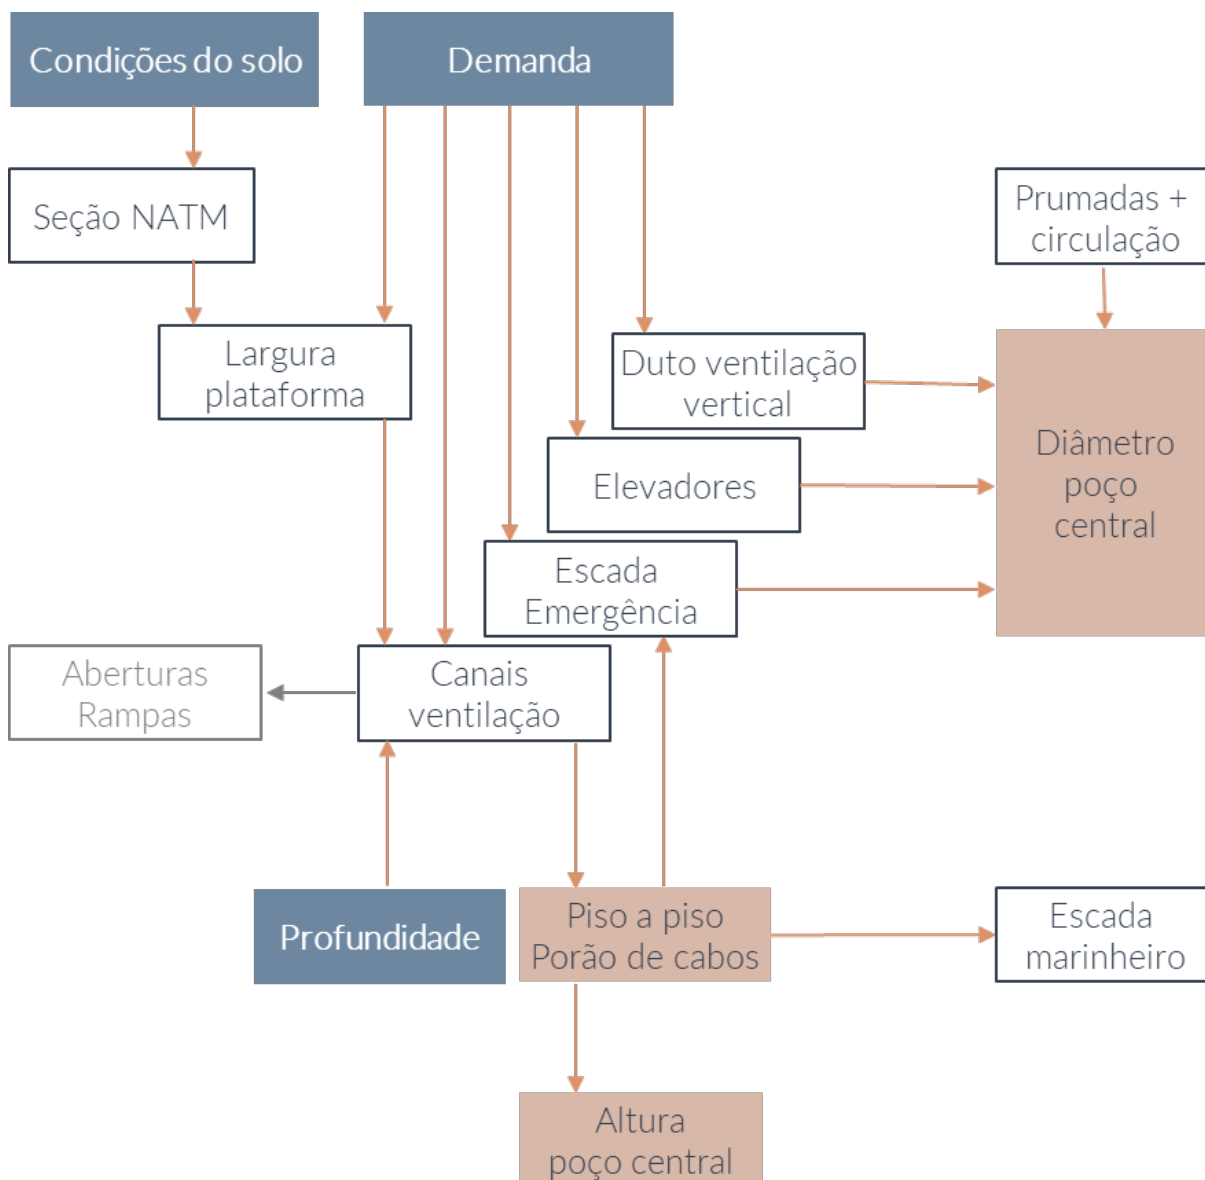 Condições do solo
Demanda
Seção NATM
Prumadas +
circulação
Largura
plataforma
Duto ventilação
vertical
Diâmetro
poço
central
Elevadores
Escada
Emergência
Aberturas
Rampas
Canais
ventilação
Profundidade
Piso a piso
Porão de cabos
Escada
marinheiro
Altura
poço central